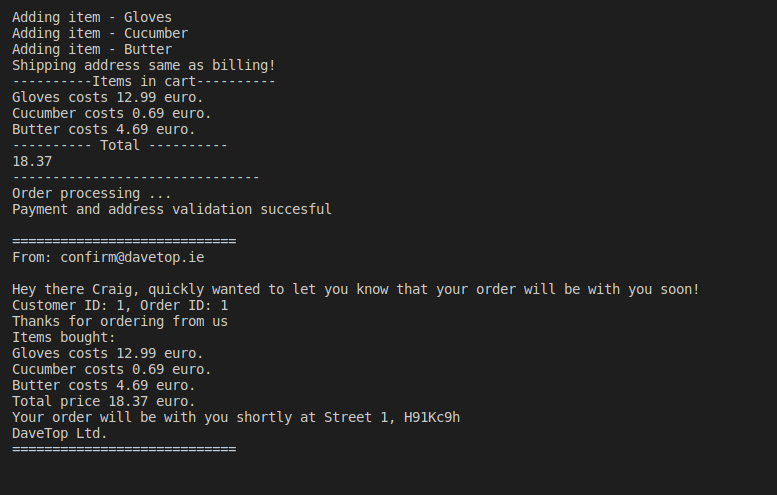 Adding item - Gloves
Adding item - Cucumber
Adding item - Butter
Shipping address same as billing!
----------Items in cart----------
Gloves costs 12.99 euro.
Cucumber costs 0.69 euro.
Butter costs 4.69 euro.
---------- Total ----------
18.37
-------------------------------
Order processing ...
Payment and address validation succesful
============================
From: confirm@davetop.ie
Hey there Craig, quickly wanted to let you know that your order will be with you soon!
Customer ID: 1, Order ID: 1
Thanks for ordering from us
Items bought:
Gloves costs 12.99 euro.
Cucumber costs 0.69 euro.
Butter costs 4.69 euro.
Total price 18.37 euro.
Your order will be with you shortly at Street 1, H91Kc9h
DaveTop Ltd.
============================